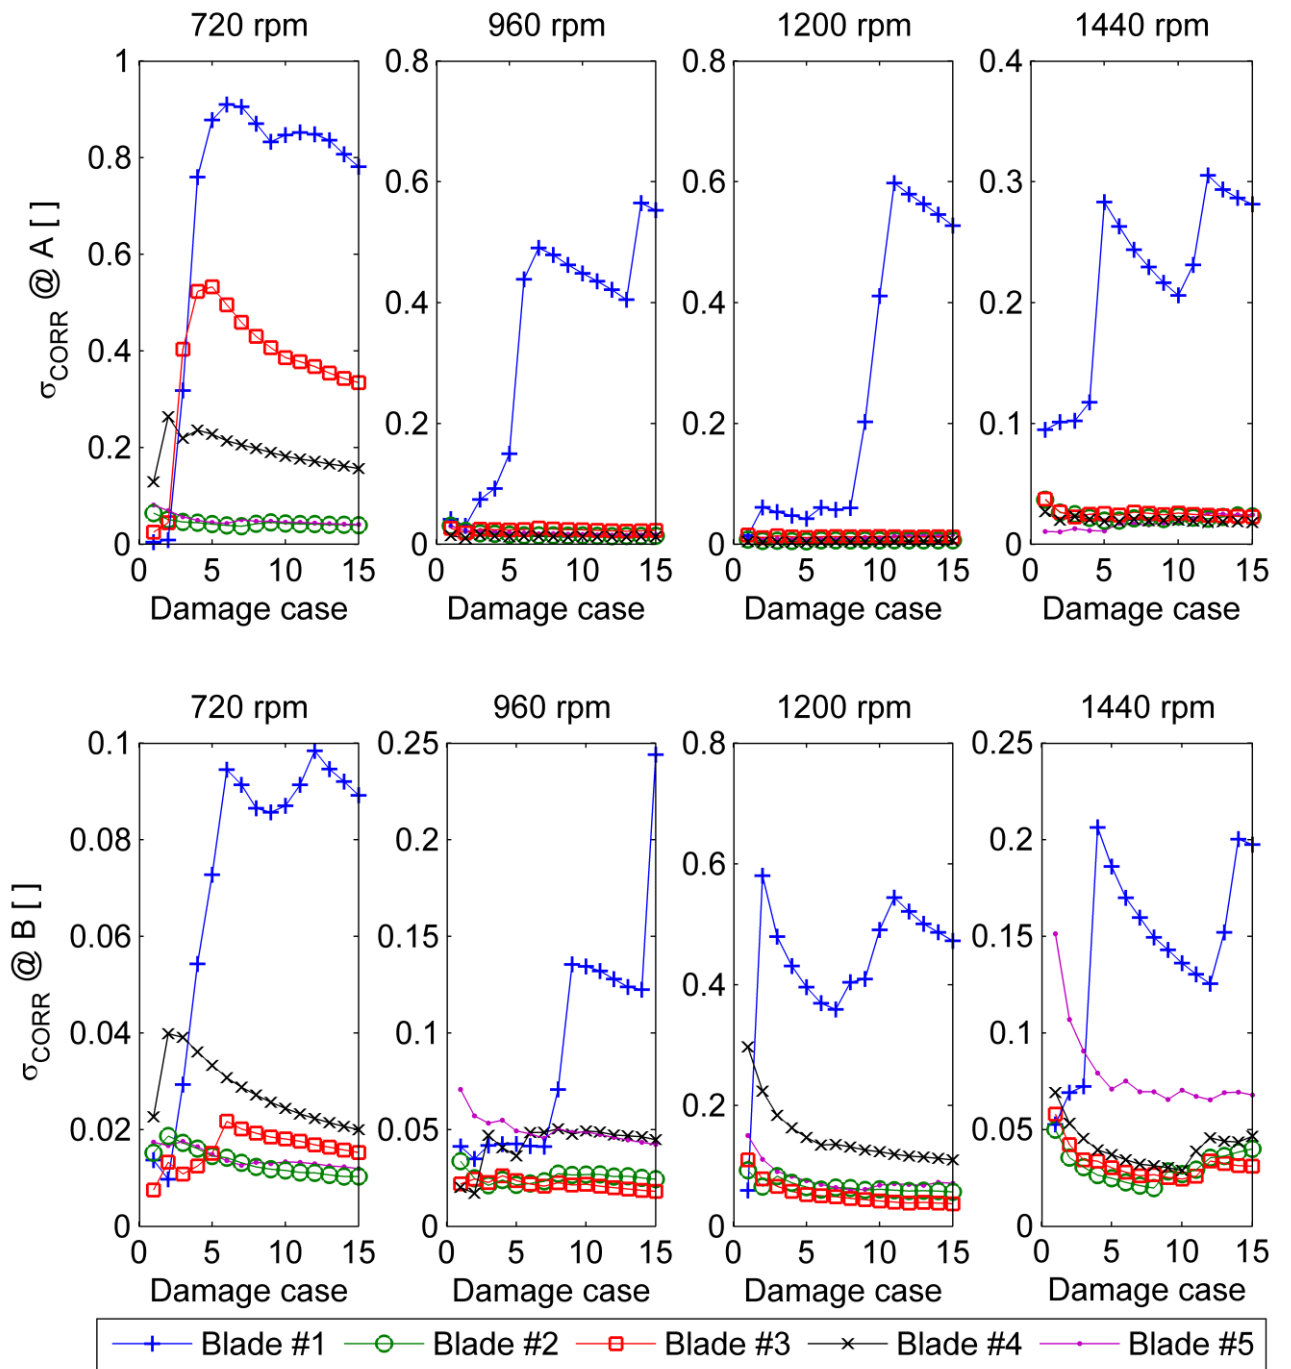 720 rpm 960 rpm 1200 rpm 1440 rpm
1 0.8 0.8 0.4
0.8 0.6 0.6 0.3
0.6 0.4 0.4 0.2
0.4 0.2 0.2 0.1
0.2
0 0 0 0
σCORR @ A [ ]
0 5 10 15 0 5 10 15 0 5 10 15 0 5 10 15
Damage case Damage case Damage case Damage case
720 rpm 960 rpm 1200 rpm 1440 rpm
0.1 0.25 0.8 0.25
0.08 0.2 0.6 0.2
0.06 0.15 0.4 0.15
0.04 0.1 0.2 0.1
0.02 0.05 0.05
0 0 0 0
σCORR @ B [ ]
0 5 10 15 0 5 10 15 0 5 10 15 0 5 10 15
Damage case Damage case Damage case Damage case
Blade #1 Blade #2 Blade #3 Blade #4 Blade #5